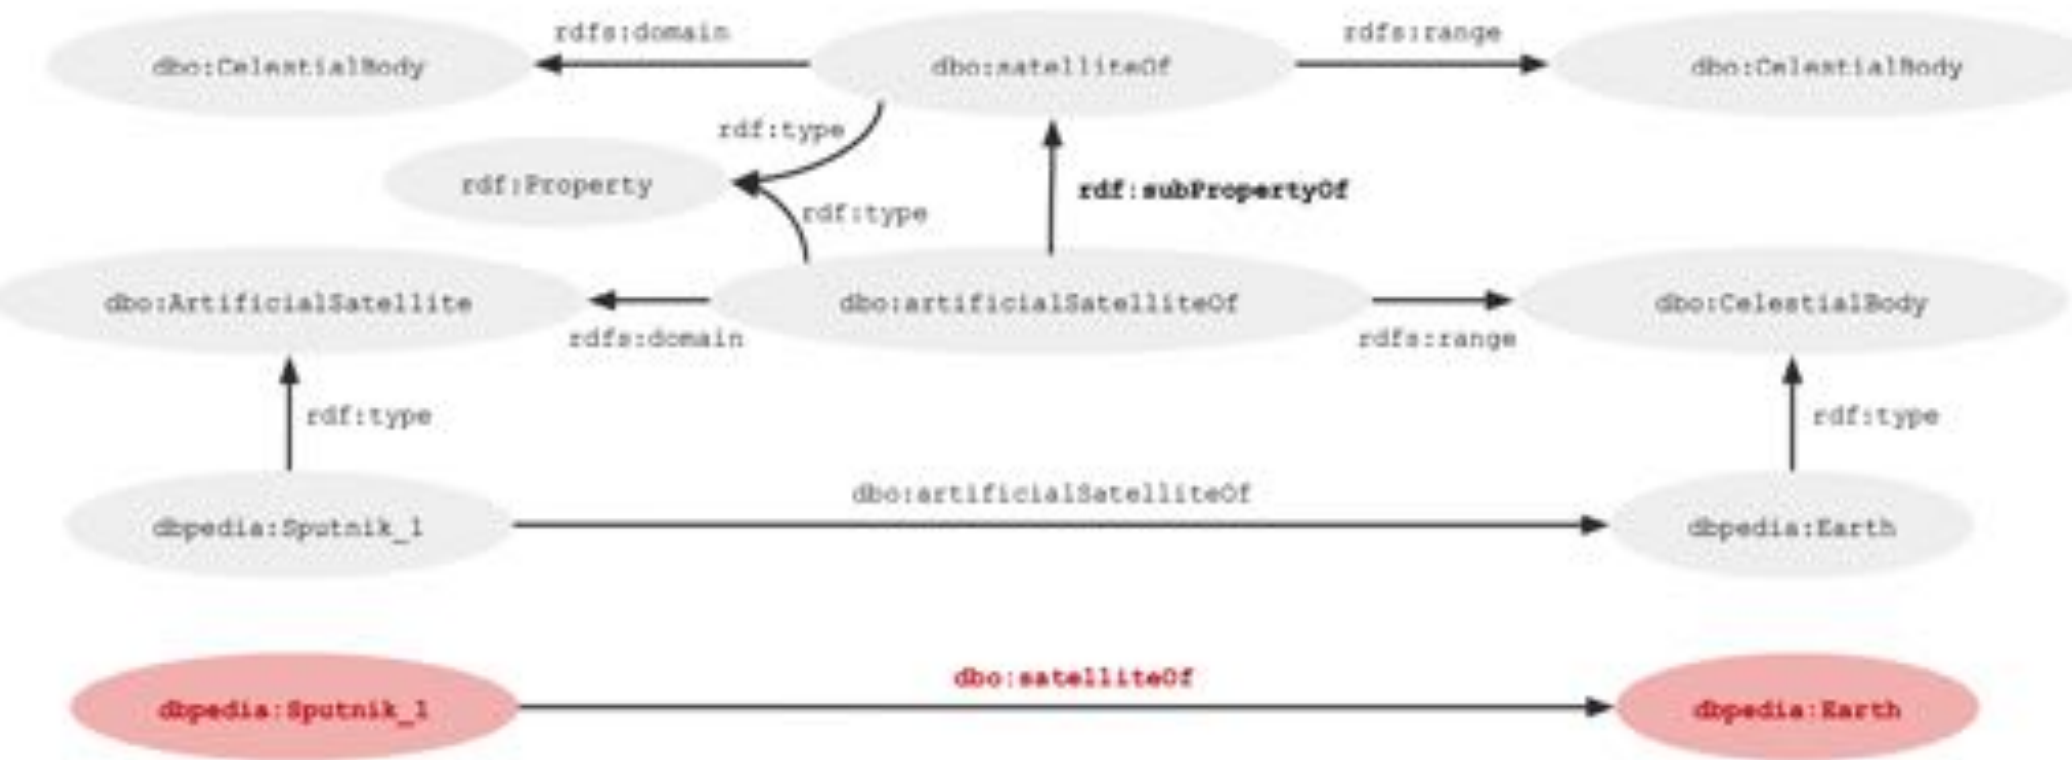 rdfs:domain
rdfs:range
dbo:CelestialBody
dbo:satelliteOf
dbo:CelestialBody
rdf:type
rdf:Property
rdf:subPropertyOf
rdf:type
dbo:ArtificialSatellite
dbo:artificialSatelliteOf
dbo:CelestialBody
rdfs:domain
rdfs:range
rdf:type
rdf:type
dbo:artificialSatelliteOf
dbpedia:Sputnik_1
dbpedia:Earth
dbo:satelliteOf
dbpedia:Sputnik_1
dbpedia:Earth